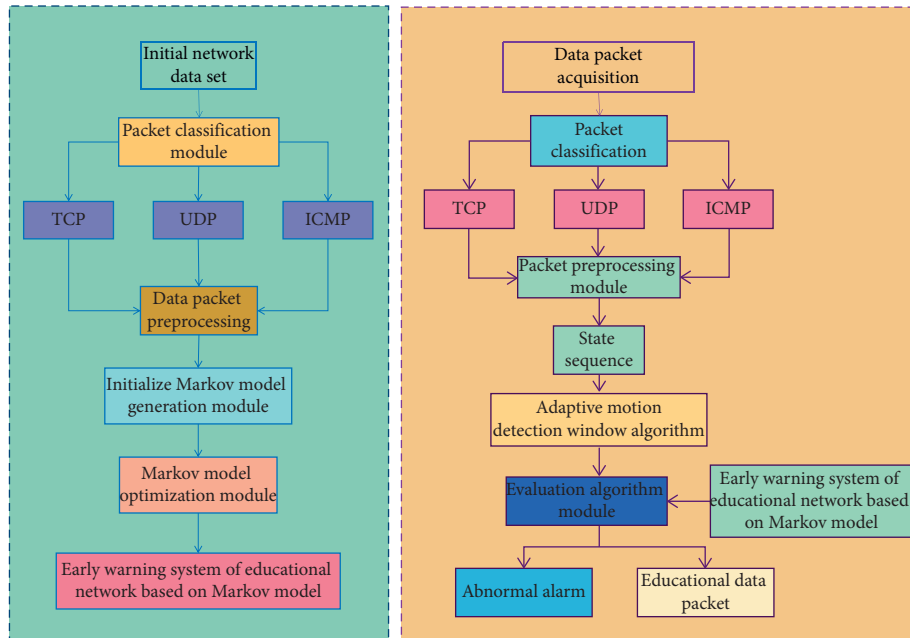 Initial network
data set
Packet classification
module
TCP
UDP
ICMP
Data packet
preprocessing
Initialize Markov model
generation module
Markov model
optimization module
Early warning system of educational
network based on Markov model
Data packet
acquisition
Packet
classification
TCP
UDP
ICMP
Packet preprocessing
module
State
sequence
Adaptive motion
detection window algorithm
Evaluation algorithm
module
Early warning system of
educational network based
on Markov model
Abnormal alarm
Educational data
packet